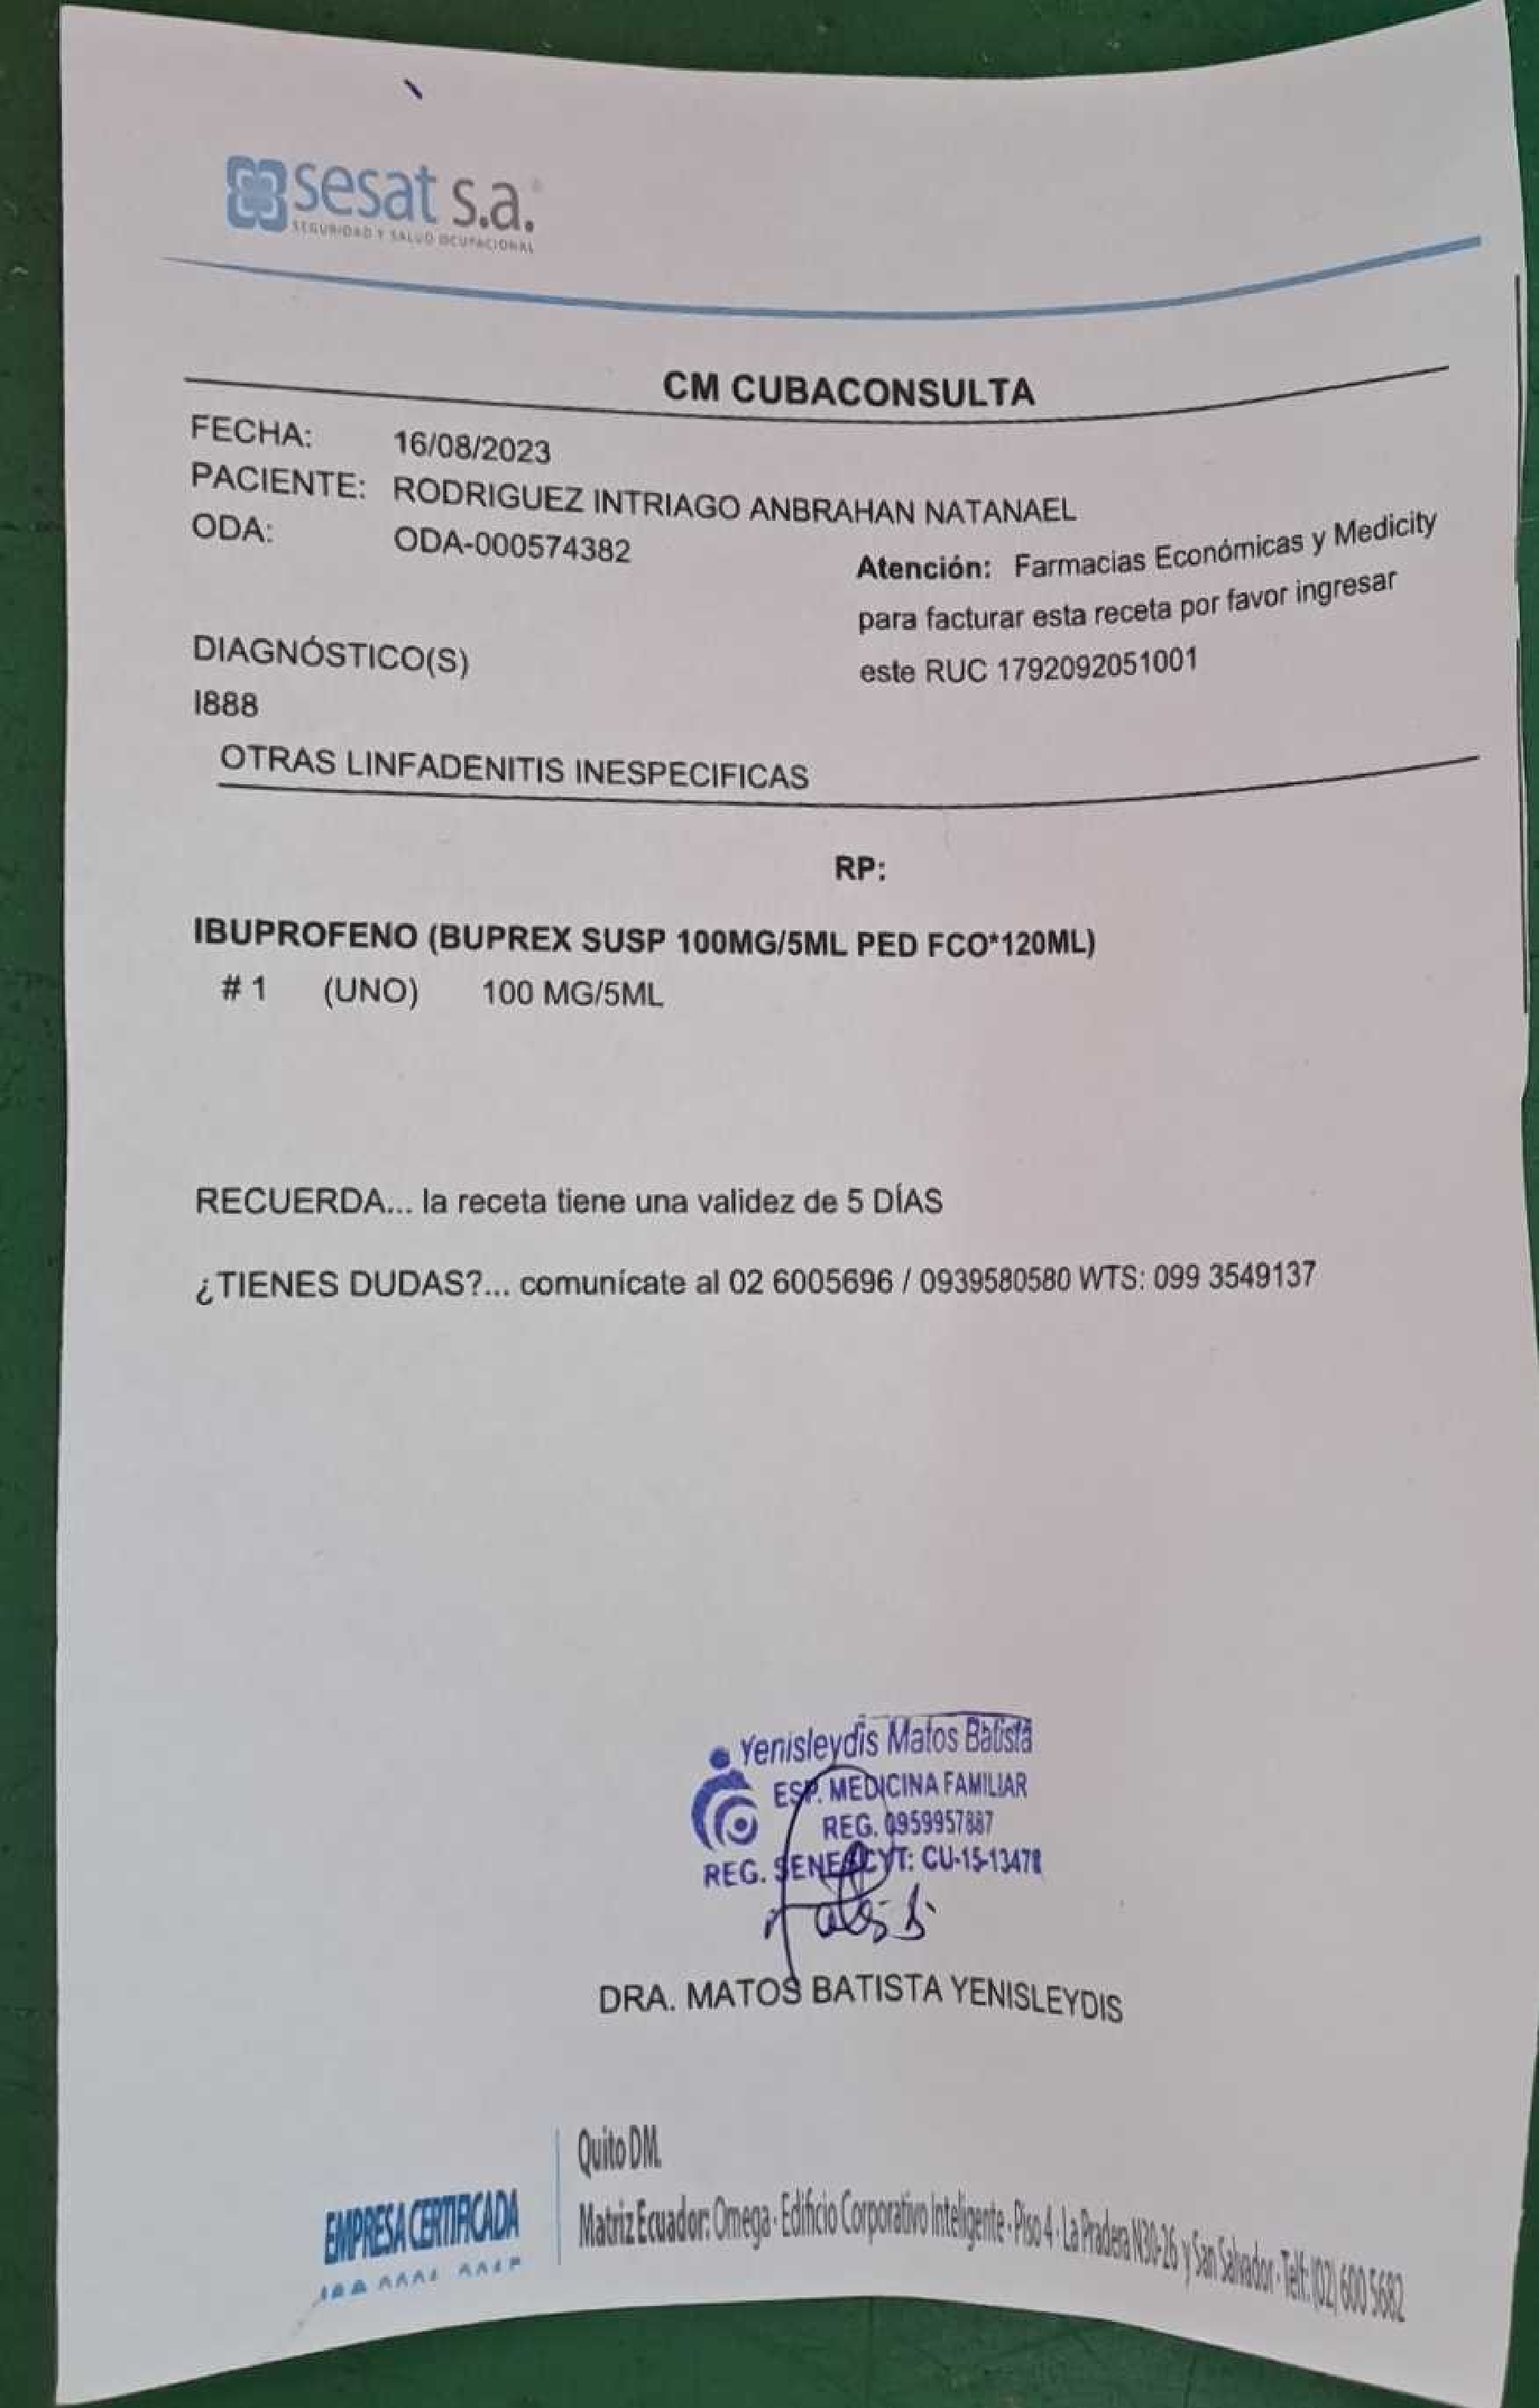 sesat s.a.
SEGURIDAD Y SALUD OCUPACIONAL
CM CUBACONSULTA
FECHA: 16/08/2023
PACIENTE: RODRIGUEZ INTRIAGO ANBRAHAN NATANAEL
ODA: ODA-000574382
Atención: Farmacias Económicas y Medicity
para facturar esta receta por favor ingresar
este RUC 1792092051001
DIAGNÓSTICO(S)
I888
OTRAS LINFADENITIS INESPECIFICAS
RP:
IBUPROFENO (BUPREX SUSP 100MG/5ML PED FCO*120ML)
# 1 (UNO) 100 MG/5ML
RECUERDA... la receta tiene una validez de 5 DÍAS
¿TIENES DUDAS?... comunícate al 02 6005696 / 0939580580 WTS: 099 3549137
Yenisleydis Matos Batista
ESP. MEDICINA FAMILIAR
REG. 0959957887
REG. SENESCYT: CU-15-13478
DRA. MATOS BATISTA YENISLEYDIS
EMPRESA CERTIFICADA
Quito DM.
Matriz Ecuador: Omega - Edificio Corporativo Inteligente - Piso 4 - La Pradera N30-26 y San Salvador - Telf: (02) 600 5682